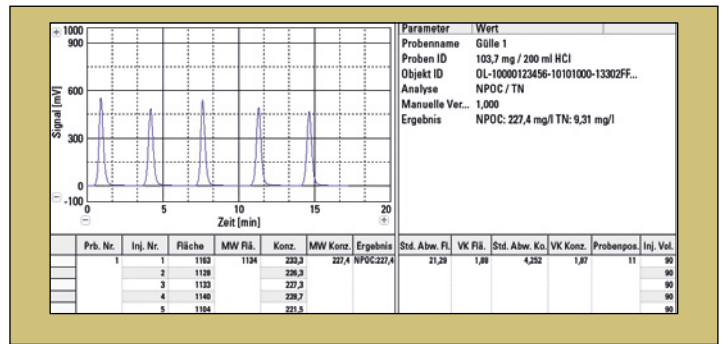 1000
900
600
300
0
-100
Signal [mV]
0 5 10 15 20
Zeit [min]
Parameter Wert
Probenname Gülle 1
Proben ID 103,7 mg / 200 ml HCl
Objekt ID OL-10000123456-10101000-13302FF...
Analyse NPOC / TN
Manuelle Ver... 1,000
Ergebnis NPOC: 227,4 mg/l TN: 9,31 mg/l
Prb. Nr. Inj. Nr. Fläche MW Flä. Konz. MW Konz. Ergebnis Std. Abw. Fl. VK Flä. Std. Abw. Ko. VK Konz. Probenpos. Inj. Vol.
1 1 1163 1134 233,3 227,4 NPOC:227,4 21,29 1,88 4,252 1,87 11 90
2 1128 226,3 90
3 1133 227,3 90
4 1140 228,7 90
5 1104 221,5 90